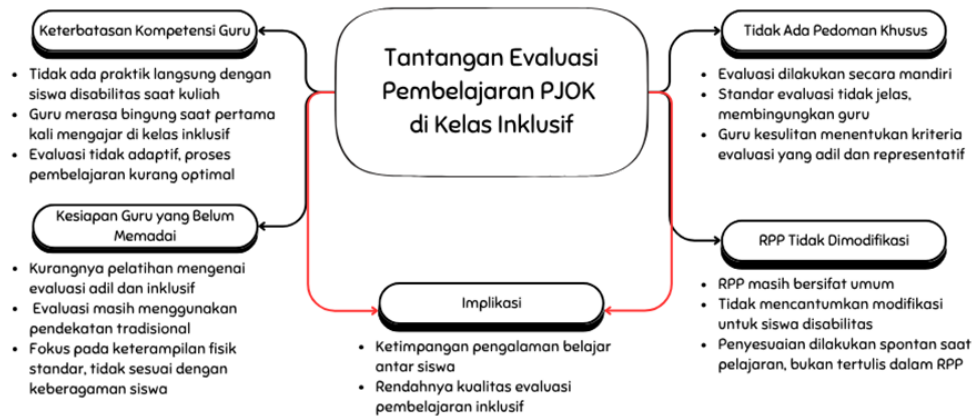 Tantangan Evaluasi
Pembelajaran PJOK
di Kelas Inklusif
Keterbatasan Kompetensi Guru
• Tidak ada praktik langsung dengan
siswa disabilitas saat kuliah
• Guru merasa bingung saat pertama
kali mengajar di kelas inklusif
• Evaluasi tidak adaptif, proses
pembelajaran kurang optimal
Kesiapan Guru yang Belum
Memadai
• Kurangnya pelatihan mengenai
evaluasi adil dan inklusif
• Evaluasi masih menggunakan
pendekatan tradisional
• Fokus pada keterampilan fisik
standar, tidak sesuai dengan
keberagaman siswa
Tidak Ada Pedoman Khusus
• Evaluasi dilakukan secara mandiri
• Standar evaluasi tidak jelas,
membingungkan guru
• Guru kesulitan menentukan kriteria
evaluasi yang adil dan representatif
RPP Tidak Dimodifikasi
• RPP masih bersifat umum
• Tidak mencantumkan modifikasi
untuk siswa disabilitas
• Penyesuaian dilakukan spontan saat
pelajaran, bukan tertulis dalam RPP
Implikasi
• Ketimpangan pengalaman belajar
antar siswa
• Rendahnya kualitas evaluasi
pembelajaran inklusif